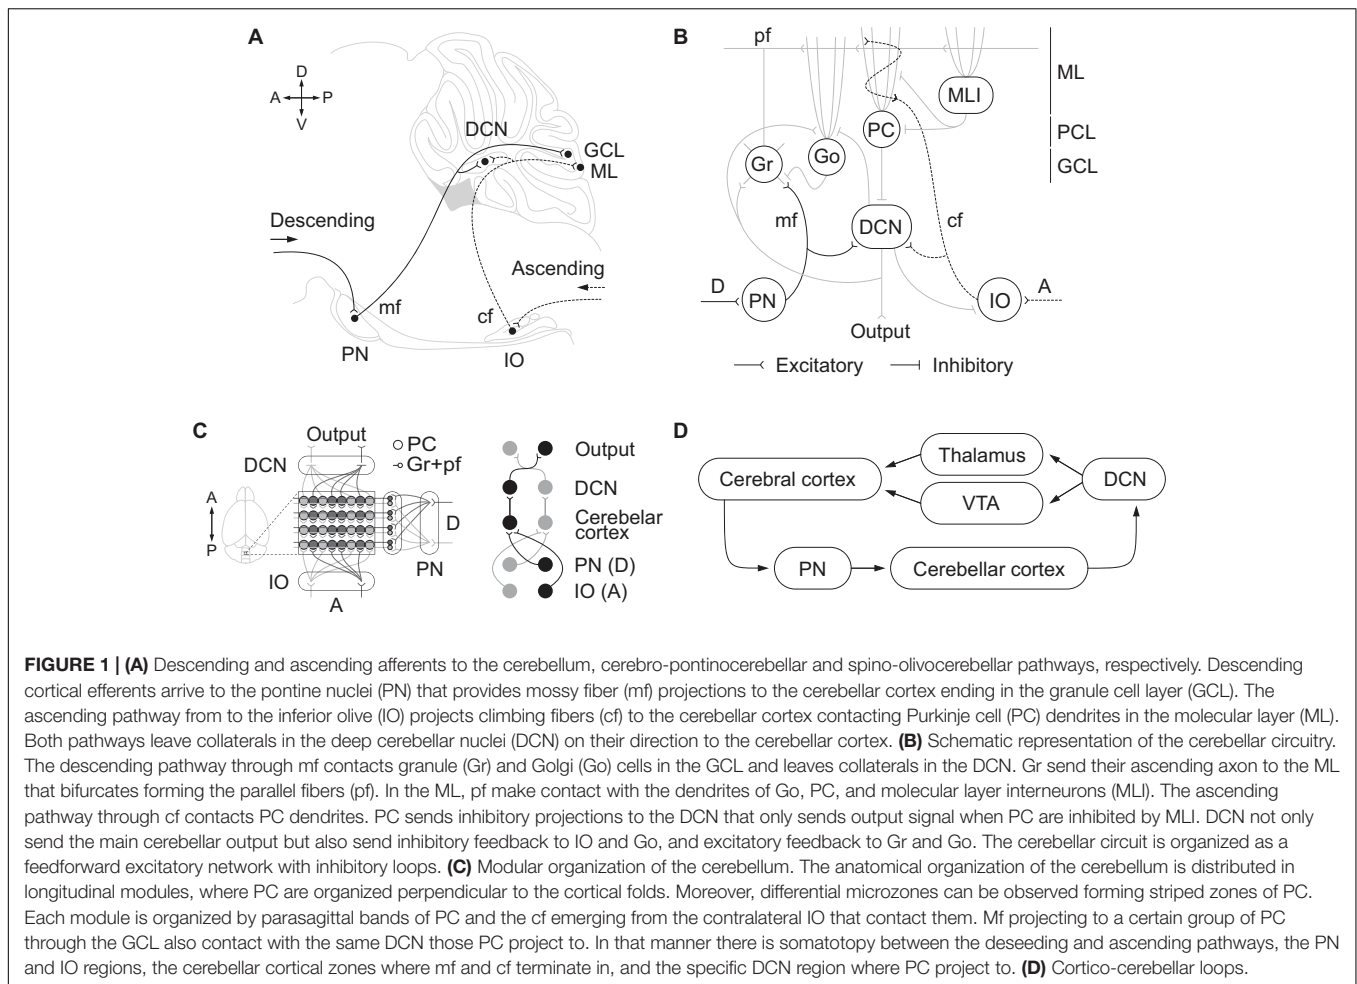 A
D
A
P
V
DCN
GCL
ML
Descending
Ascending
mf
cf
PN
IO
B
pf
ML
MLI
PC
PCL
Go
Gr
GCL
mf
DCN
cf
D
PN
IO
A
Output
Excitatory
Inhibitory
C
Output
DCN
PC
Gr+pf
A
P
D
IO
PN
A
Output
DCN
Cerebelar
cortex
PN (D)
IO (A)
D
Thalamus
Cerebral cortex
DCN
VTA
PN
Cerebellar cortex
FIGURE 1 | (A) Descending and ascending afferents to the cerebellum, cerebro-pontinocerebellar and spino-olivocerebellar pathways, respectively. Descending
cortical efferents arrive to the pontine nuclei (PN) that provides mossy fiber (mf) projections to the cerebellar cortex ending in the granule cell layer (GCL). The
ascending pathway from to the inferior olive (IO) projects climbing fibers (cf) to the cerebellar cortex contacting Purkinje cell (PC) dendrites in the molecular layer (ML).
Both pathways leave collaterals in the deep cerebellar nuclei (DCN) on their direction to the cerebellar cortex. (B) Schematic representation of the cerebellar circuitry.
The descending pathway through mf contacts granule (Gr) and Golgi (Go) cells in the GCL and leaves collaterals in the DCN. Gr send their ascending axon to the ML
that bifurcates forming the parallel fibers (pf). In the ML, pf make contact with the dendrites of Go, PC, and molecular layer interneurons (MLI). The ascending
pathway through cf contacts PC dendrites. PC sends inhibitory projections to the DCN that only sends output signal when PC are inhibited by MLI. DCN not only
send the main cerebellar output but also send inhibitory feedback to IO and Go, and excitatory feedback to Gr and Go. The cerebellar circuit is organized as a
feedforward excitatory network with inhibitory loops. (C) Modular organization of the cerebellum. The anatomical organization of the cerebellum is distributed in
longitudinal modules, where PC are organized perpendicular to the cortical folds. Moreover, differential microzones can be observed forming striped zones of PC.
Each module is organized by parasagittal bands of PC and the cf emerging from the contralateral IO that contact them. Mf projecting to a certain group of PC
through the GCL also contact with the same DCN those PC project to. In that manner there is somatotopy between the deseeding and ascending pathways, the PN
and IO regions, the cerebellar cortical zones where mf and cf terminate in, and the specific DCN region where PC project to. (D) Cortico-cerebellar loops.